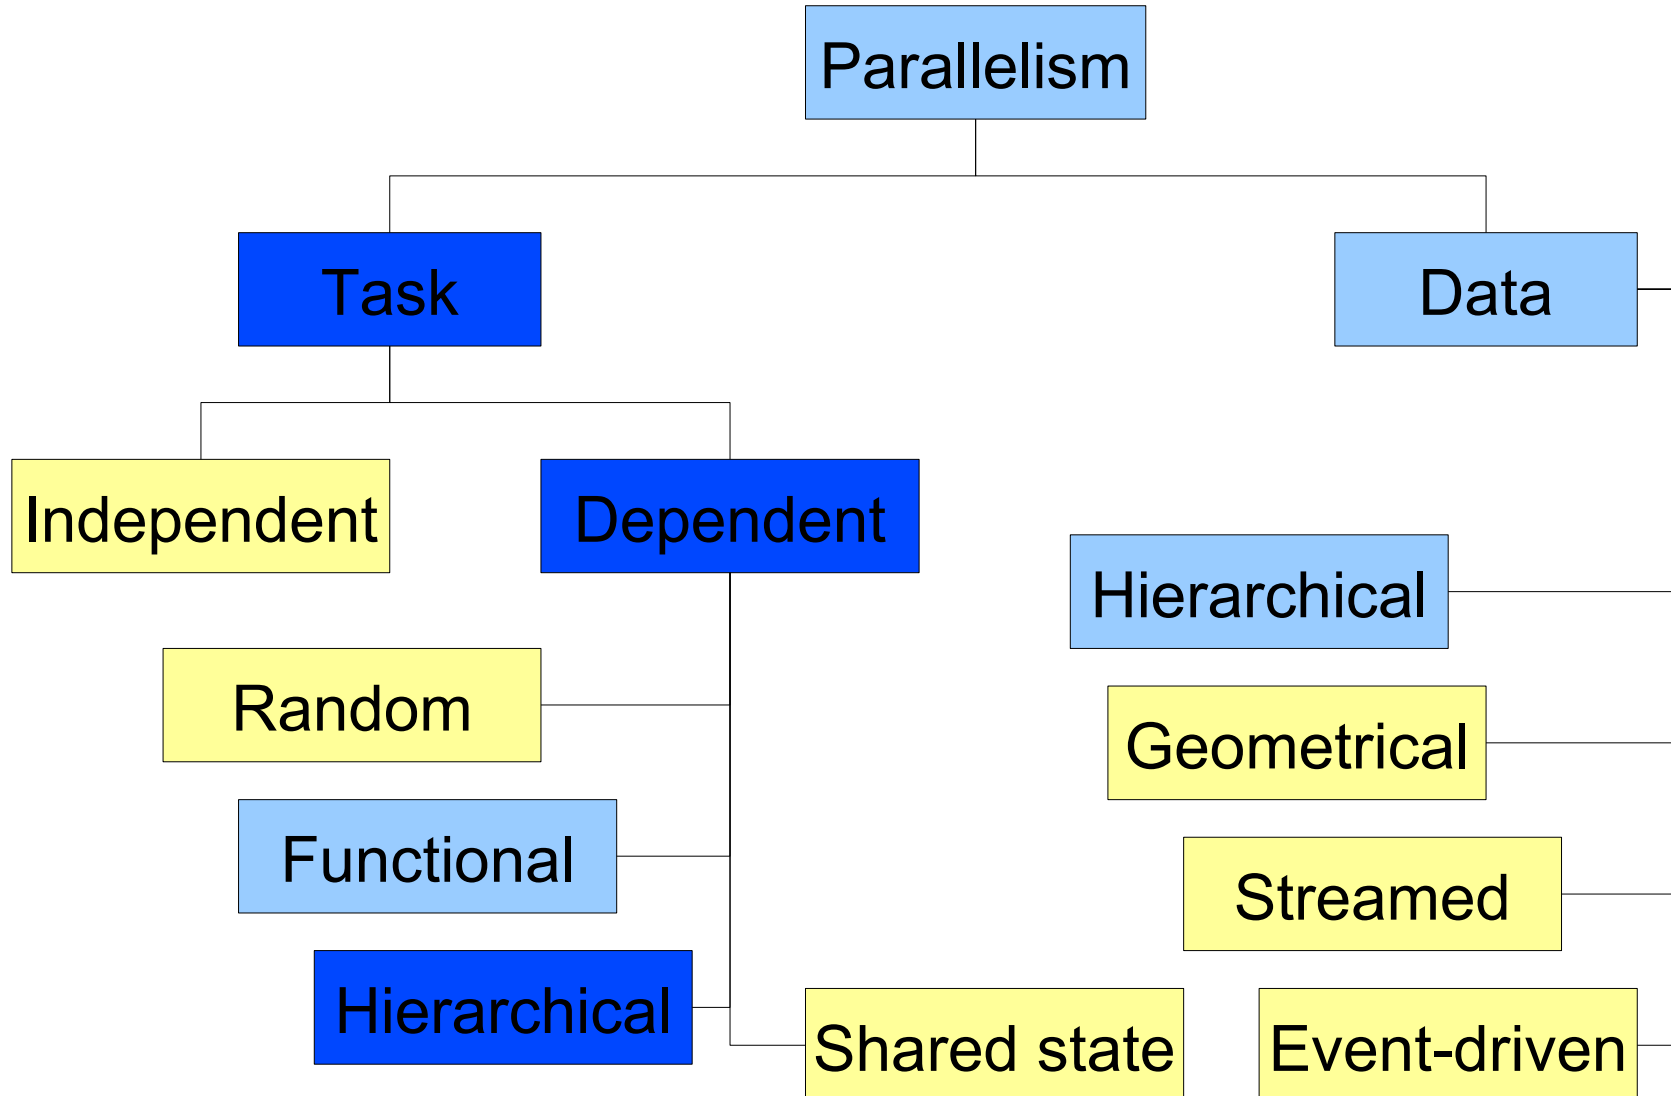 Parallelism
Task
Data
Independent
Dependent
Hierarchical
Random
Geometrical
Functional
Streamed
Hierarchical
Shared state
Event-driven